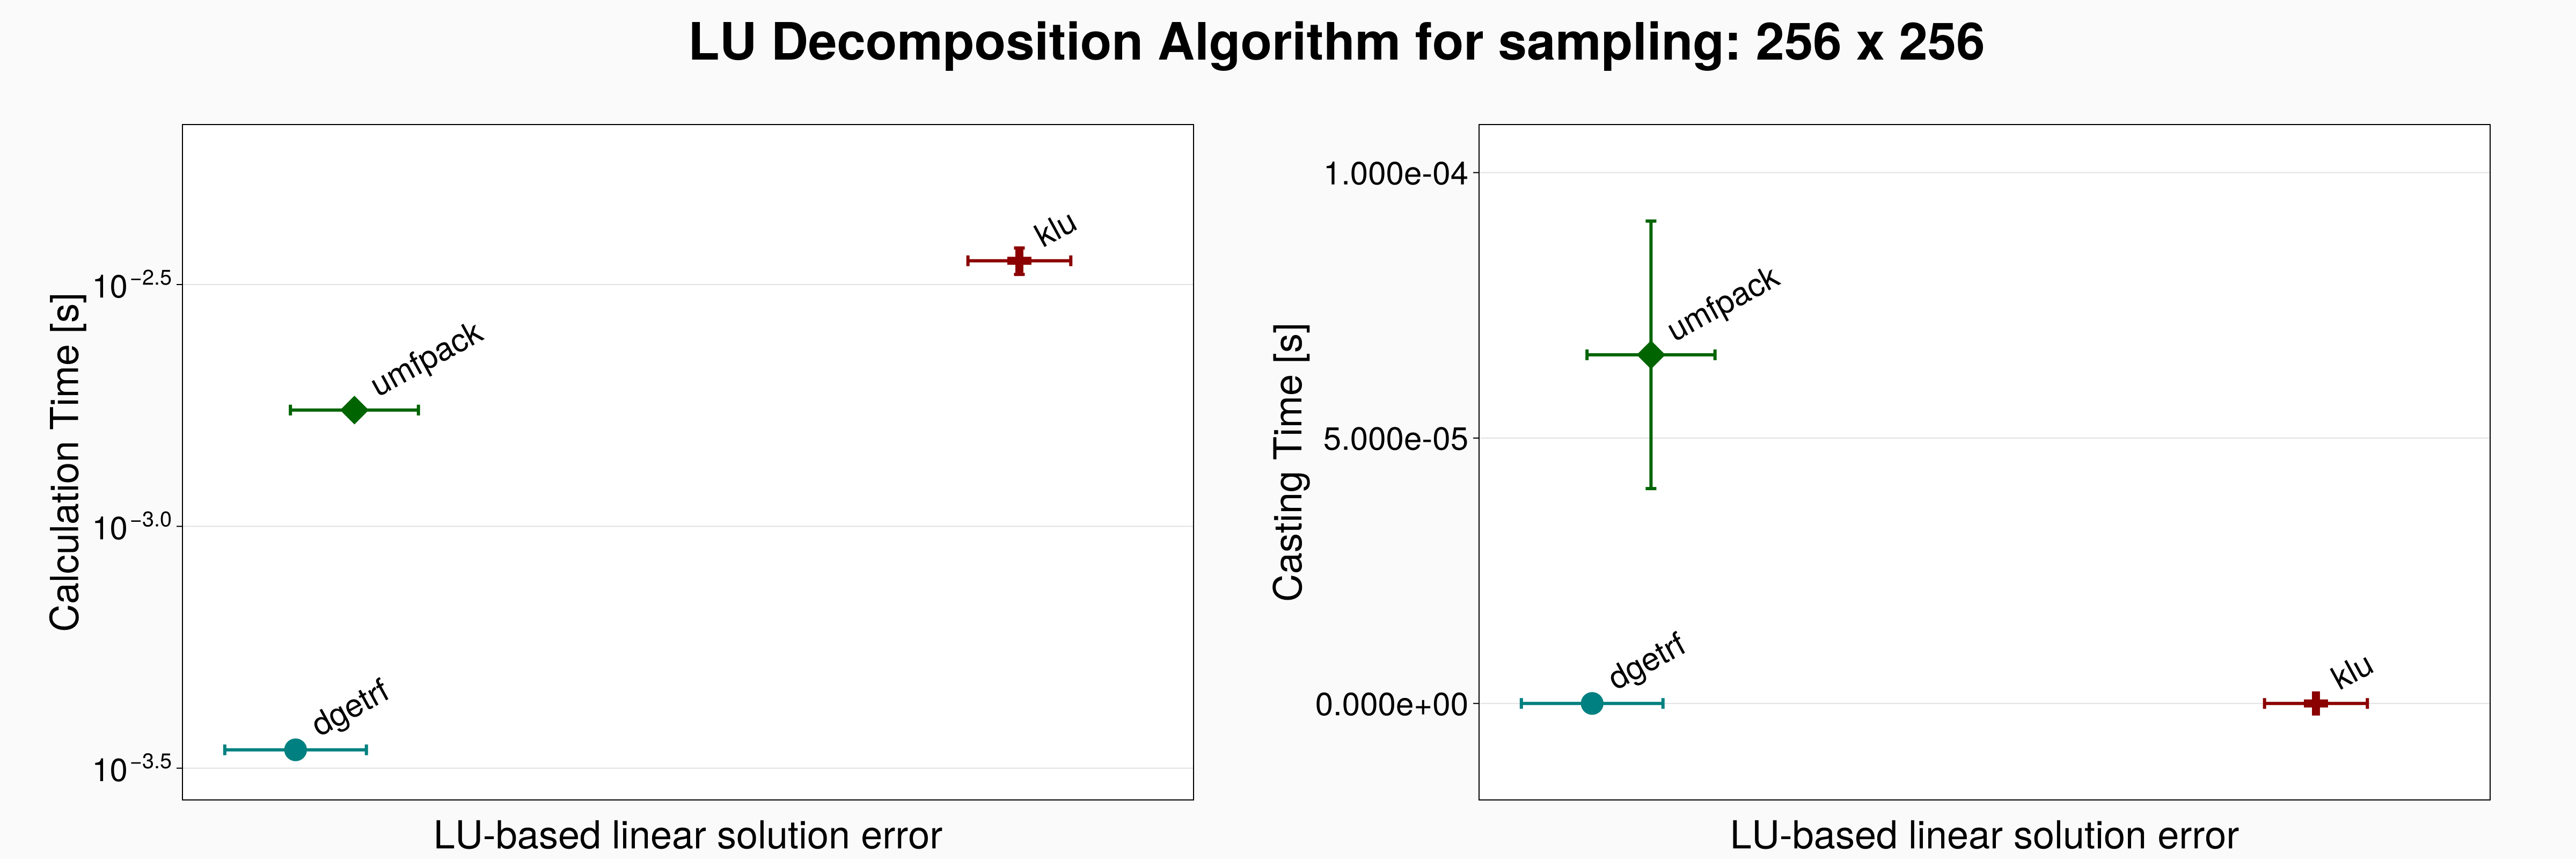 LU Decomposition Algorithm for sampling: 256 x 256
Calculation Time [s]
10^−2.5
10^−3.0
10^−3.5
klu
umfpack
dgetrf
LU-based linear solution error
Casting Time [s]
1.000e-04
5.000e-05
0.000e+00
umfpack
dgetrf
klu
LU-based linear solution error